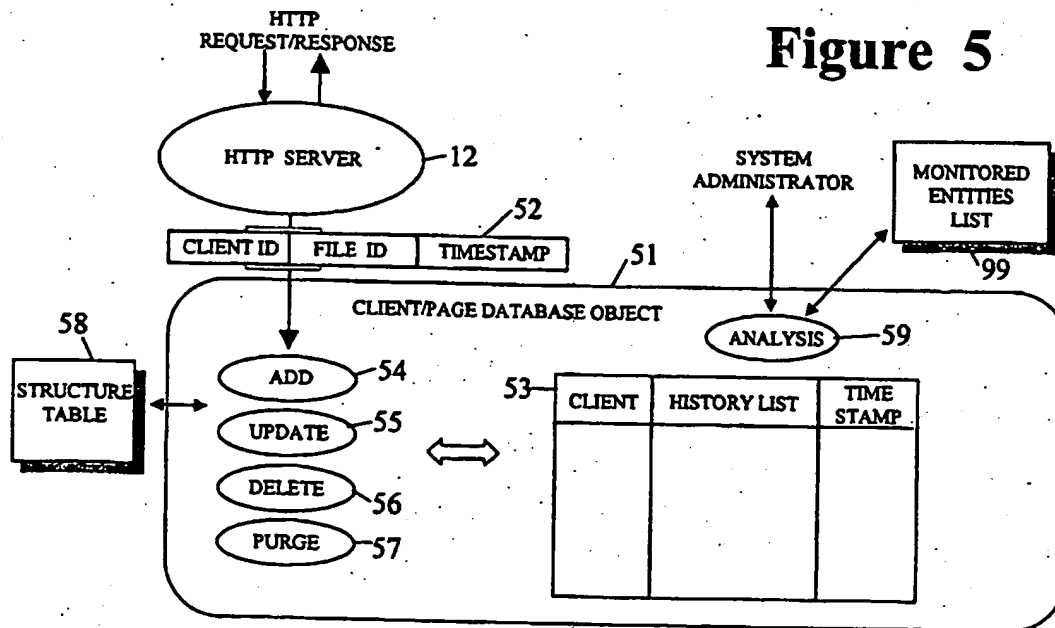 HTTP
REQUEST/RESPONSE
Figure 5
HTTP SERVER
12
SYSTEM
ADMINISTRATOR
MONITORED
ENTITIES
LIST
99
52
CLIENT ID FILE ID TIMESTAMP
51
CLIENT/PAGE DATABASE OBJECT
ANALYSIS
59
58
STRUCTURE
TABLE
ADD
54
UPDATE
55
DELETE
56
PURGE
57
53
CLIENT HISTORY LIST TIME
STAMP